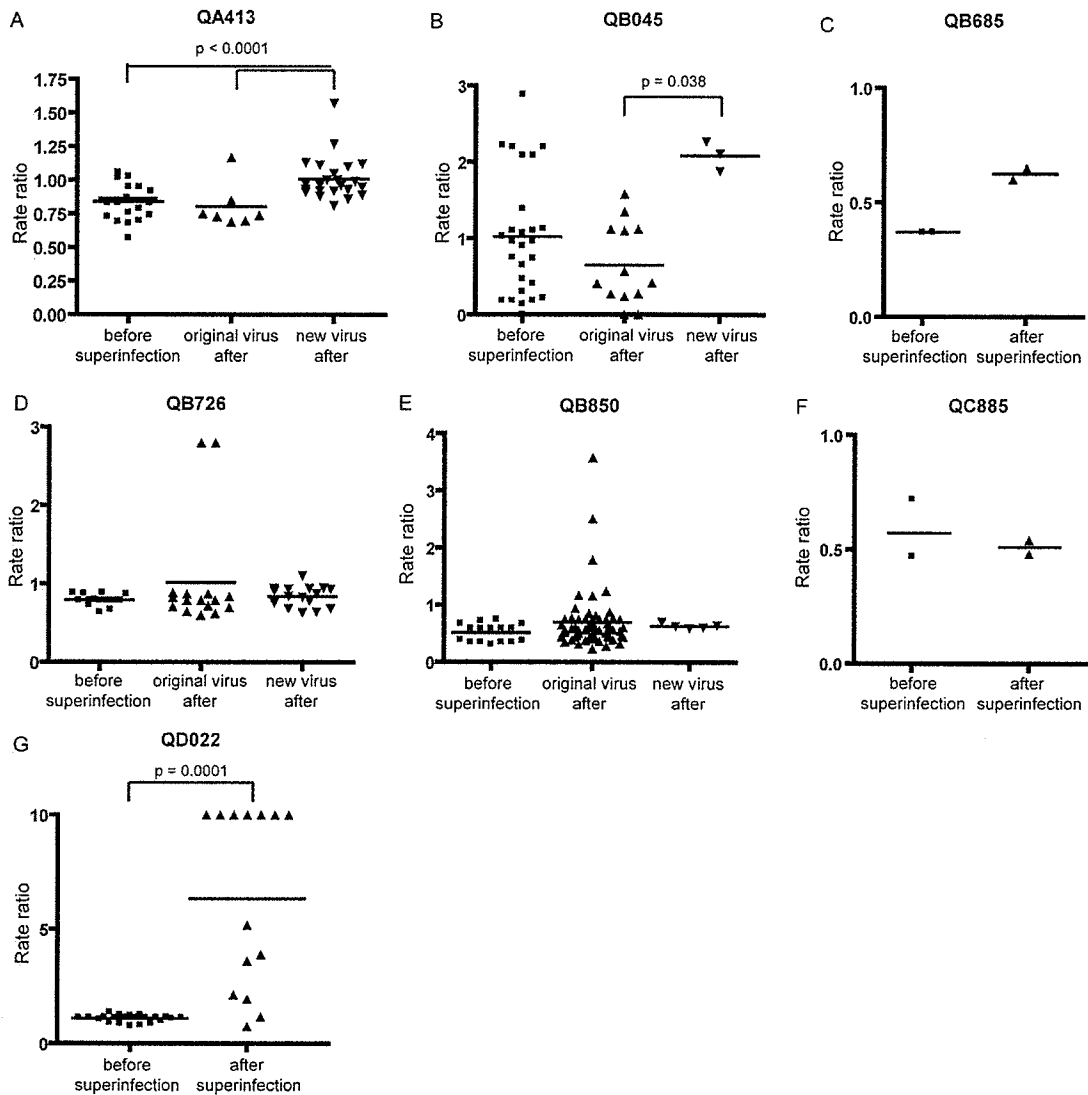 A
QA413
p < 0.0001
Rate ratio
1.75
1.50
1.25
1.00
0.75
0.50
0.25
0.00
before superinfection
original virus after
new virus after
B
QB045
p = 0.038
Rate ratio
3
2
1
0
before superinfection
original virus after
new virus after
C
QB685
Rate ratio
1.0
0.5
0.0
before superinfection
after superinfection
D
QB726
Rate ratio
3
2
1
0
before superinfection
original virus after
new virus after
E
QB850
Rate ratio
4
3
2
1
0
before superinfection
original virus after
new virus after
F
QC885
Rate ratio
1.0
0.5
0.0
before superinfection
after superinfection
G
QD022
p = 0.0001
Rate ratio
10
5
0
before superinfection
after superinfection